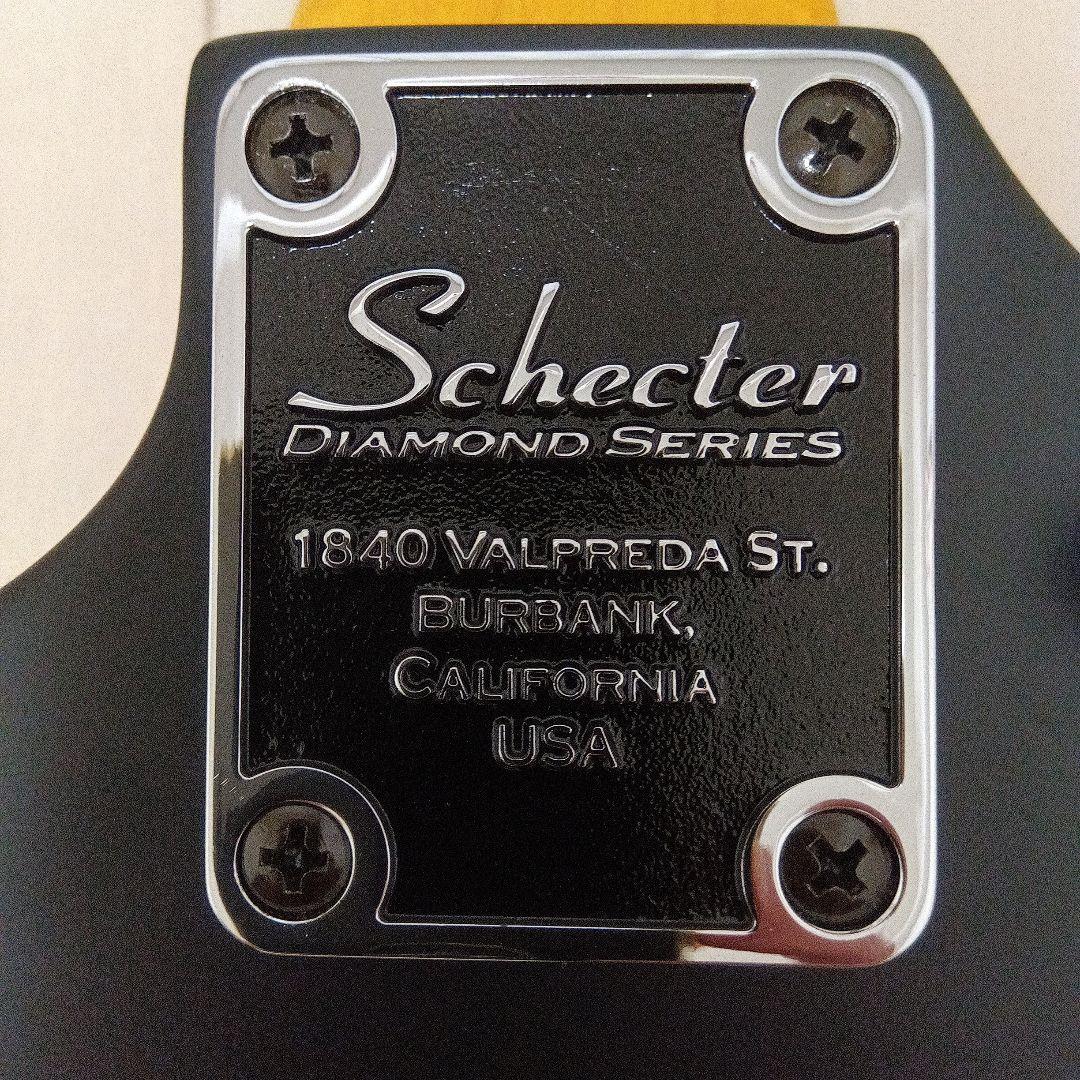 Schecter
DIAMOND SERIES
1840 VALPREDA ST.
BURBANK,
CALIFORNIA
USA